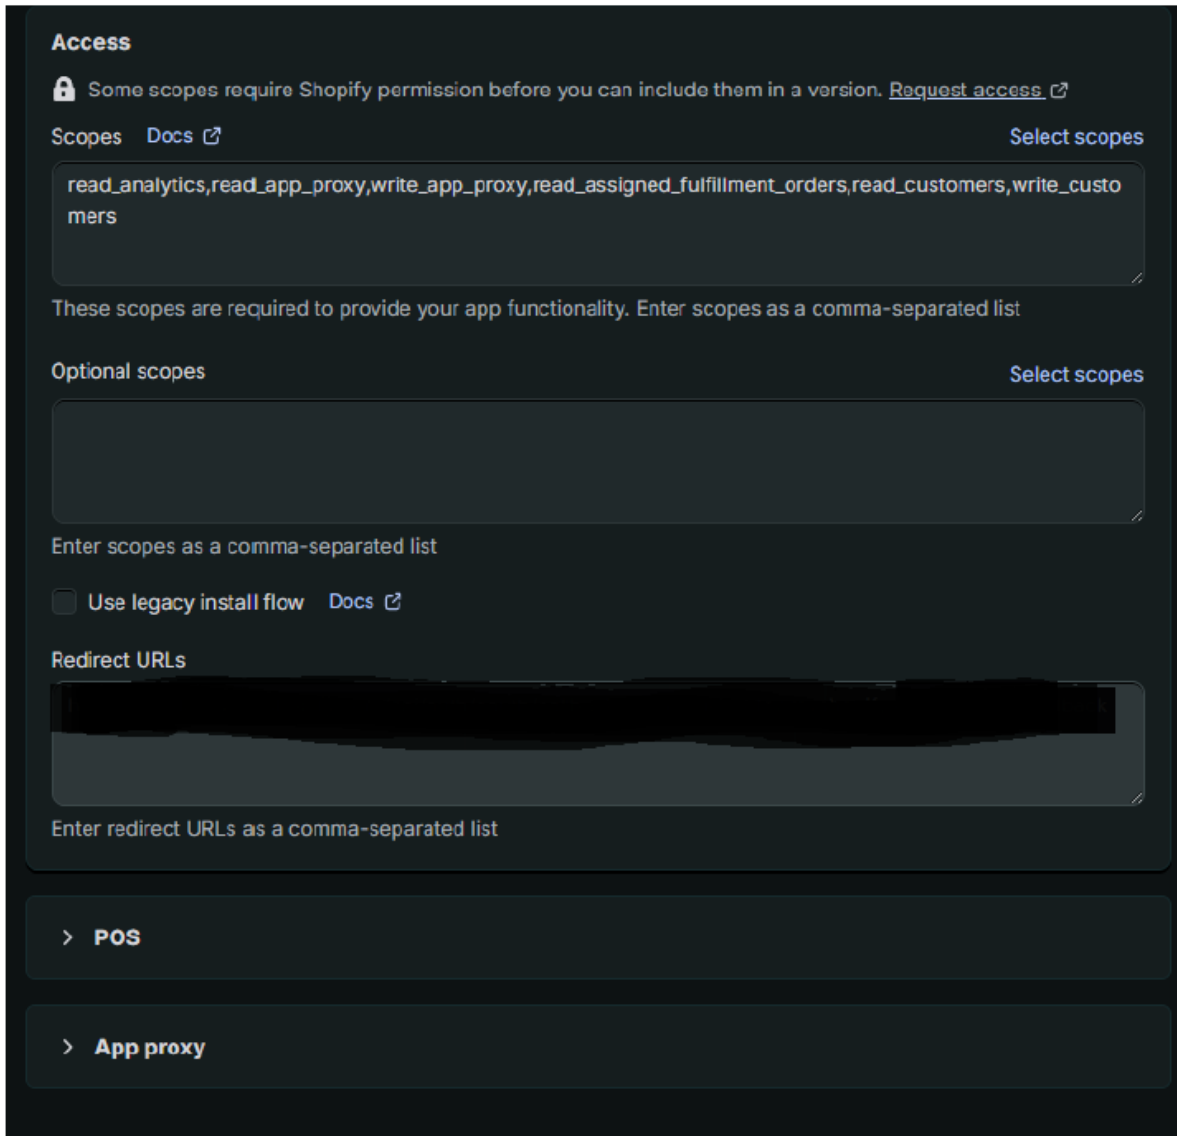 Access
Some scopes require Shopify permission before you can include them in a version. Request access
Scopes Docs Select scopes
read_analytics,read_app_proxy,write_app_proxy,read_assigned_fulfillment_orders,read_customers,write_custo
mers
These scopes are required to provide your app functionality. Enter scopes as a comma-separated list
Optional scopes Select scopes
Enter scopes as a comma-separated list
Use legacy install flow Docs
Redirect URLs
Enter redirect URLs as a comma-separated list
POS
App proxy